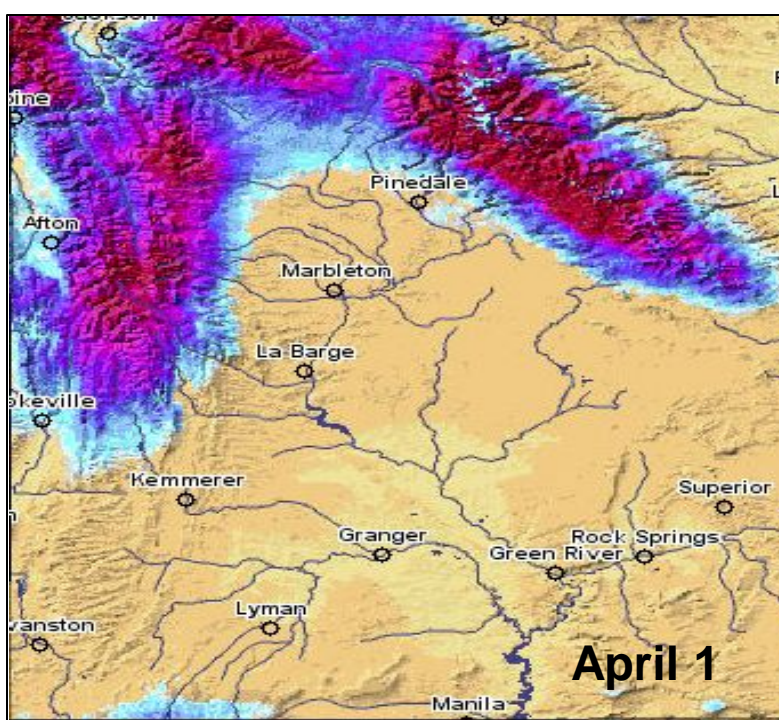 Pinedale
Afton
Marbleton
La Barge
Kemmerer
Superior
Granger
Rock Springs
Green River
Lyman
April 1
Manila